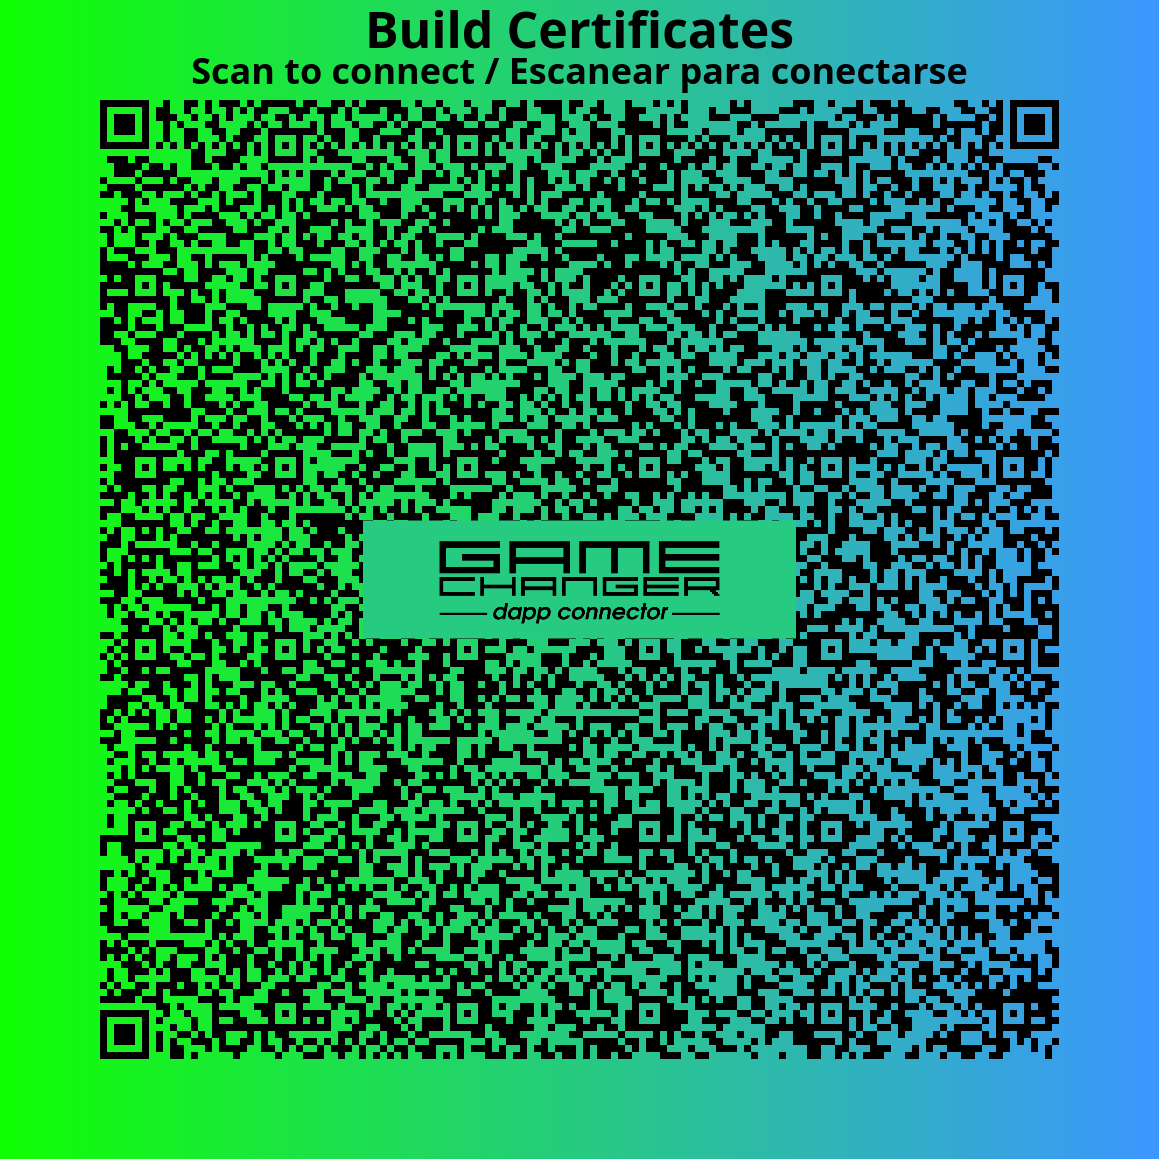 Build Certificates
Scan to connect / Escanear para conectarse
GAME
CHANGER
dapp connector